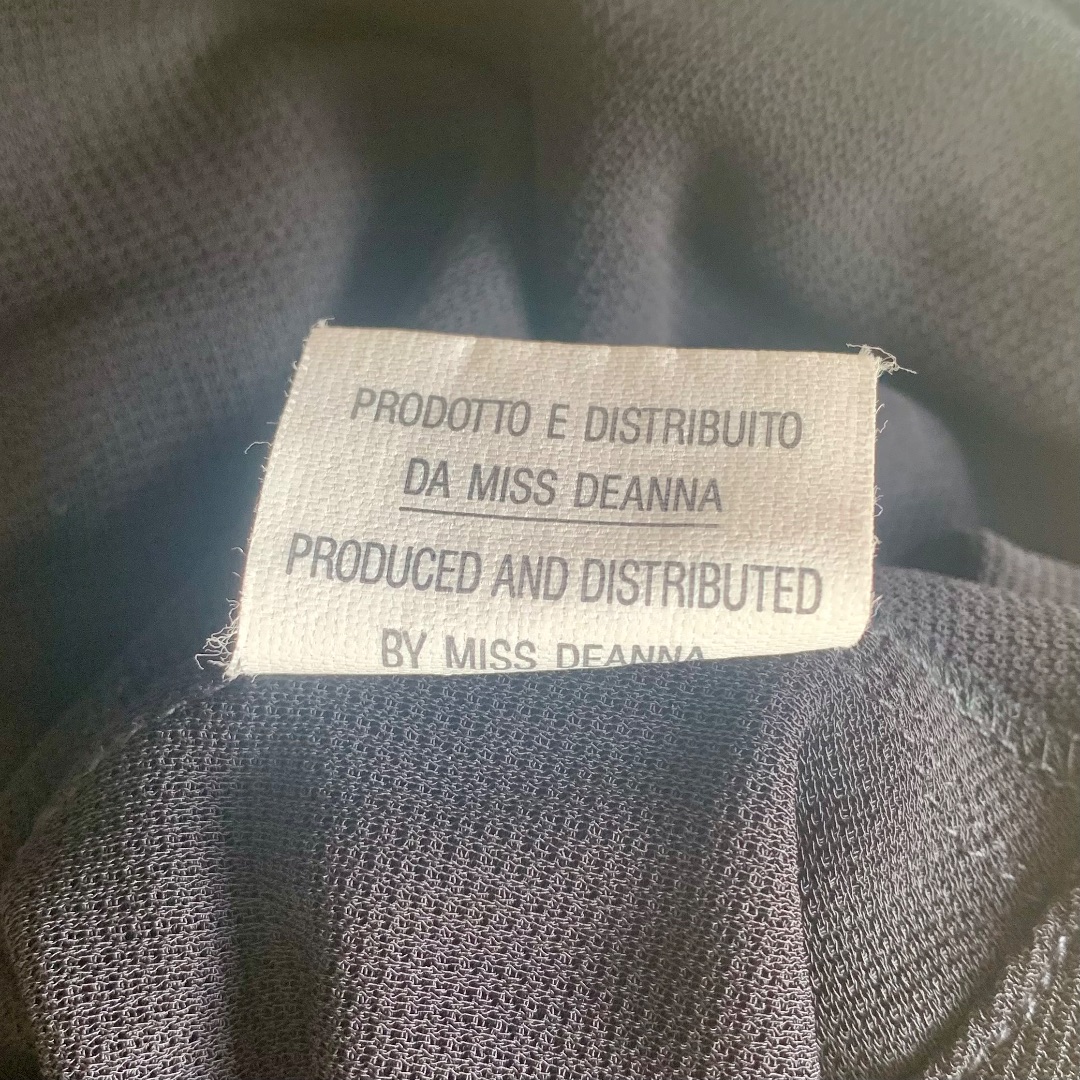 PRODOTTO E DISTRIBUITO
DA MISS DEANNA
PRODUCED AND DISTRIBUTED
BY MISS DEANNA